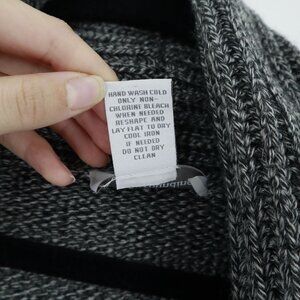 HAND WASH COLD
ONLY NON-
CHLORINE BLEACH
WHEN NEEDED
RESHAPE AND
LAY FLAT TO DRY
COOL IRON
IF NEEDED
DO NOT DRY
CLEAN